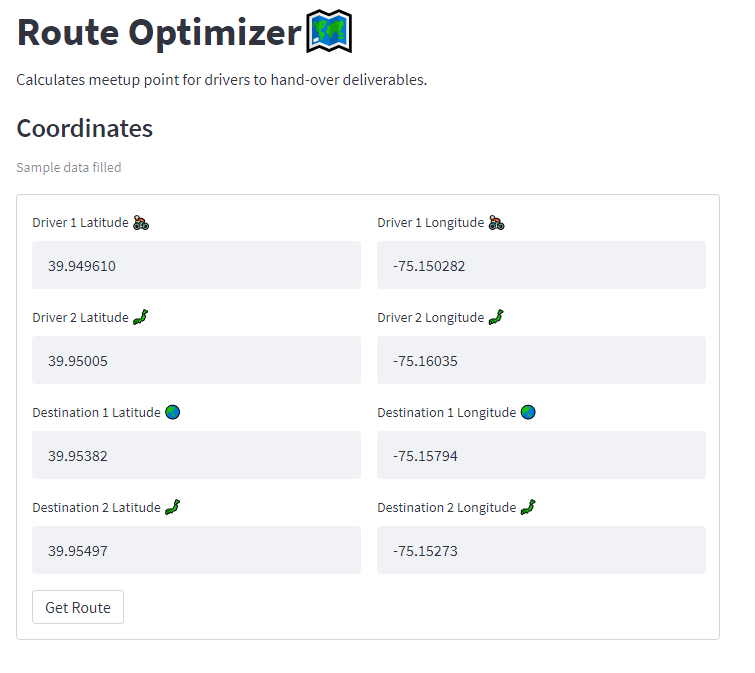 Route Optimizer
Calculates meetup point for drivers to hand-over deliverables.
Coordinates
Sample data filled
Driver 1 Latitude
Driver 1 Longitude
39.949610
-75.150282
Driver 2 Latitude
Driver 2 Longitude
39.95005
-75.16035
Destination 1 Latitude
Destination 1 Longitude
39.95382
-75.15794
Destination 2 Latitude
Destination 2 Longitude
39.95497
-75.15273
Get Route